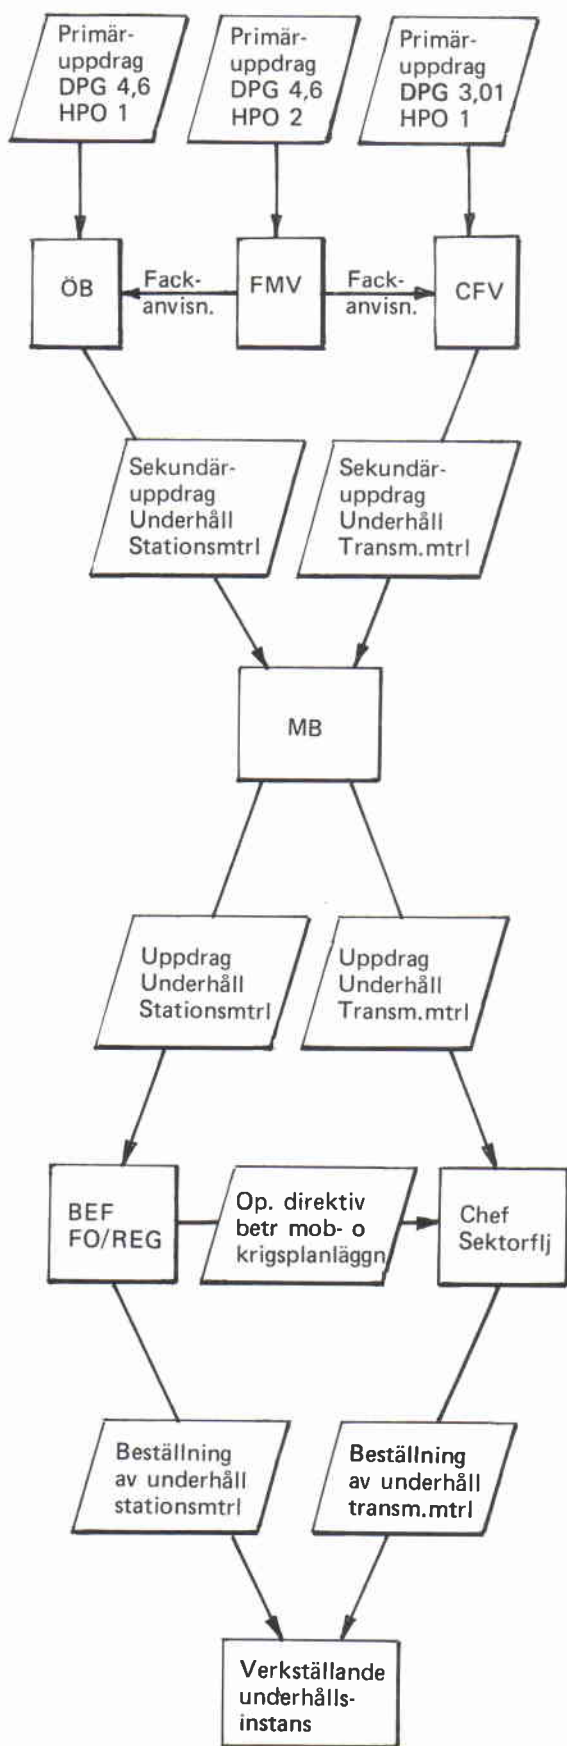 Primär-
uppdrag
DPG 4,6
HPO 1
Primär-
uppdrag
DPG 4,6
HPO 2
Primär-
uppdrag
DPG 3,01
HPO 1
ÖB
Fack-
anvisn.
FMV
Fack-
anvisn.
CFV
Sekundär-
uppdrag
Underhåll
Stationsmtrl
Sekundär-
uppdrag
Underhåll
Transm.mtrl
MB
Uppdrag
Underhåll
Stationsmtrl
Uppdrag
Underhåll
Transm.mtrl
BEF
FO/REG
Op. direktiv
betr mob- o
krigsplanläggn
Chef
Sektorflj
Beställning
av underhåll
stationsmtrl
Beställning
av underhåll
transm.mtrl
Verkställande
underhålls-
instans